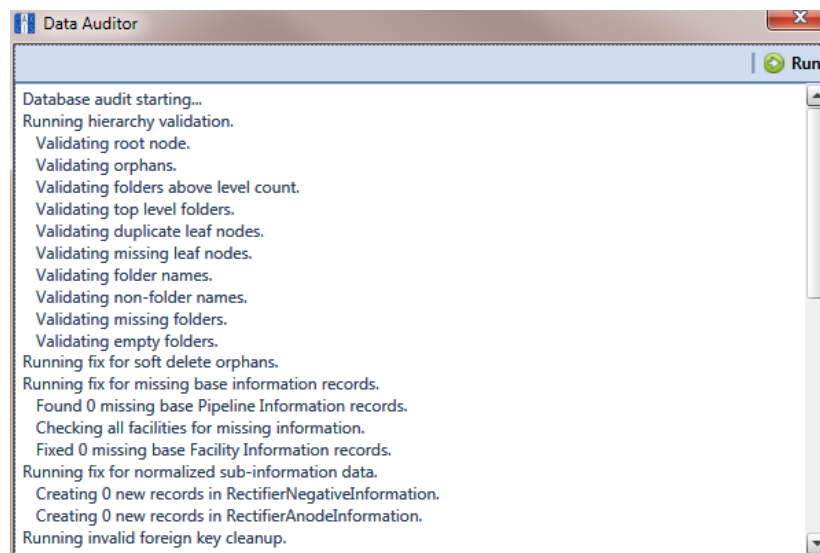 Data Auditor
Run
Database audit starting...
Running hierarchy validation.
Validating root node.
Validating orphans.
Validating folders above level count.
Validating top level folders.
Validating duplicate leaf nodes.
Validating missing leaf nodes.
Validating folder names.
Validating non-folder names.
Validating missing folders.
Validating empty folders.
Running fix for soft delete orphans.
Running fix for missing base information records.
Found 0 missing base Pipeline Information records.
Checking all facilities for missing information.
Fixed 0 missing base Facility Information records.
Running fix for normalized sub-information data.
Creating 0 new records in RectifierNegativeInformation.
Creating 0 new records in RectifierAnodeInformation.
Running invalid foreign key cleanup.